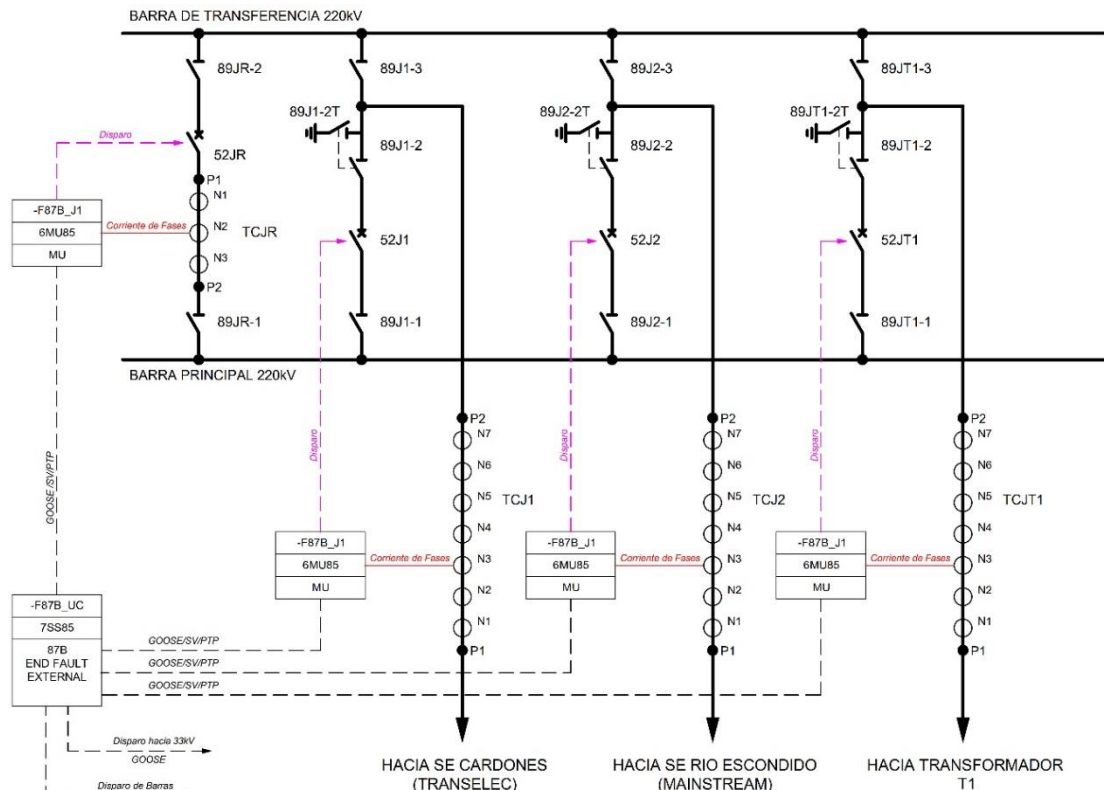 BARRA DE TRANSFERENCIA 220kV
89JR-2
89J1-3
89J2-3
89JT1-3
89J1-2T
89J2-2T
89JT1-2T
Disparo
52JR
89J1-2
89J2-2
89JT1-2
P1
N1
-F87B_J1
6MU85
MU
Corriente de Fases
N2
TCJR
N3
P2
52J1
52J2
52JT1
89JR-1
89J1-1
89J2-1
89JT1-1
BARRA PRINCIPAL 220kV
GOOSE /SV/PTP
Disparo
P2
N7
N6
N5
TCJ1
N4
N3
N2
N1
P1
-F87B_J1
6MU85
MU
Corriente de Fases
Disparo
P2
N7
N6
N5
TCJ2
N4
N3
N2
N1
P1
-F87B_J1
6MU85
MU
Corriente de Fases
Disparo
P2
N7
N6
N5
TCJT1
N4
N3
N2
N1
P1
-F87B_J1
6MU85
MU
Corriente de Fases
-F87B_UC
7SS85
87B
END FAULT
EXTERNAL
GOOSE/SV/PTP
GOOSE/SV/PTP
GOOSE/SV/PTP
Disparo hacia 33kV
GOOSE
Disparo de Barras
HACIA SE CARDONES
(TRANSELEC)
HACIA SE RIO ESCONDIDO
(MAINSTREAM)
HACIA TRANSFORMADOR
T1